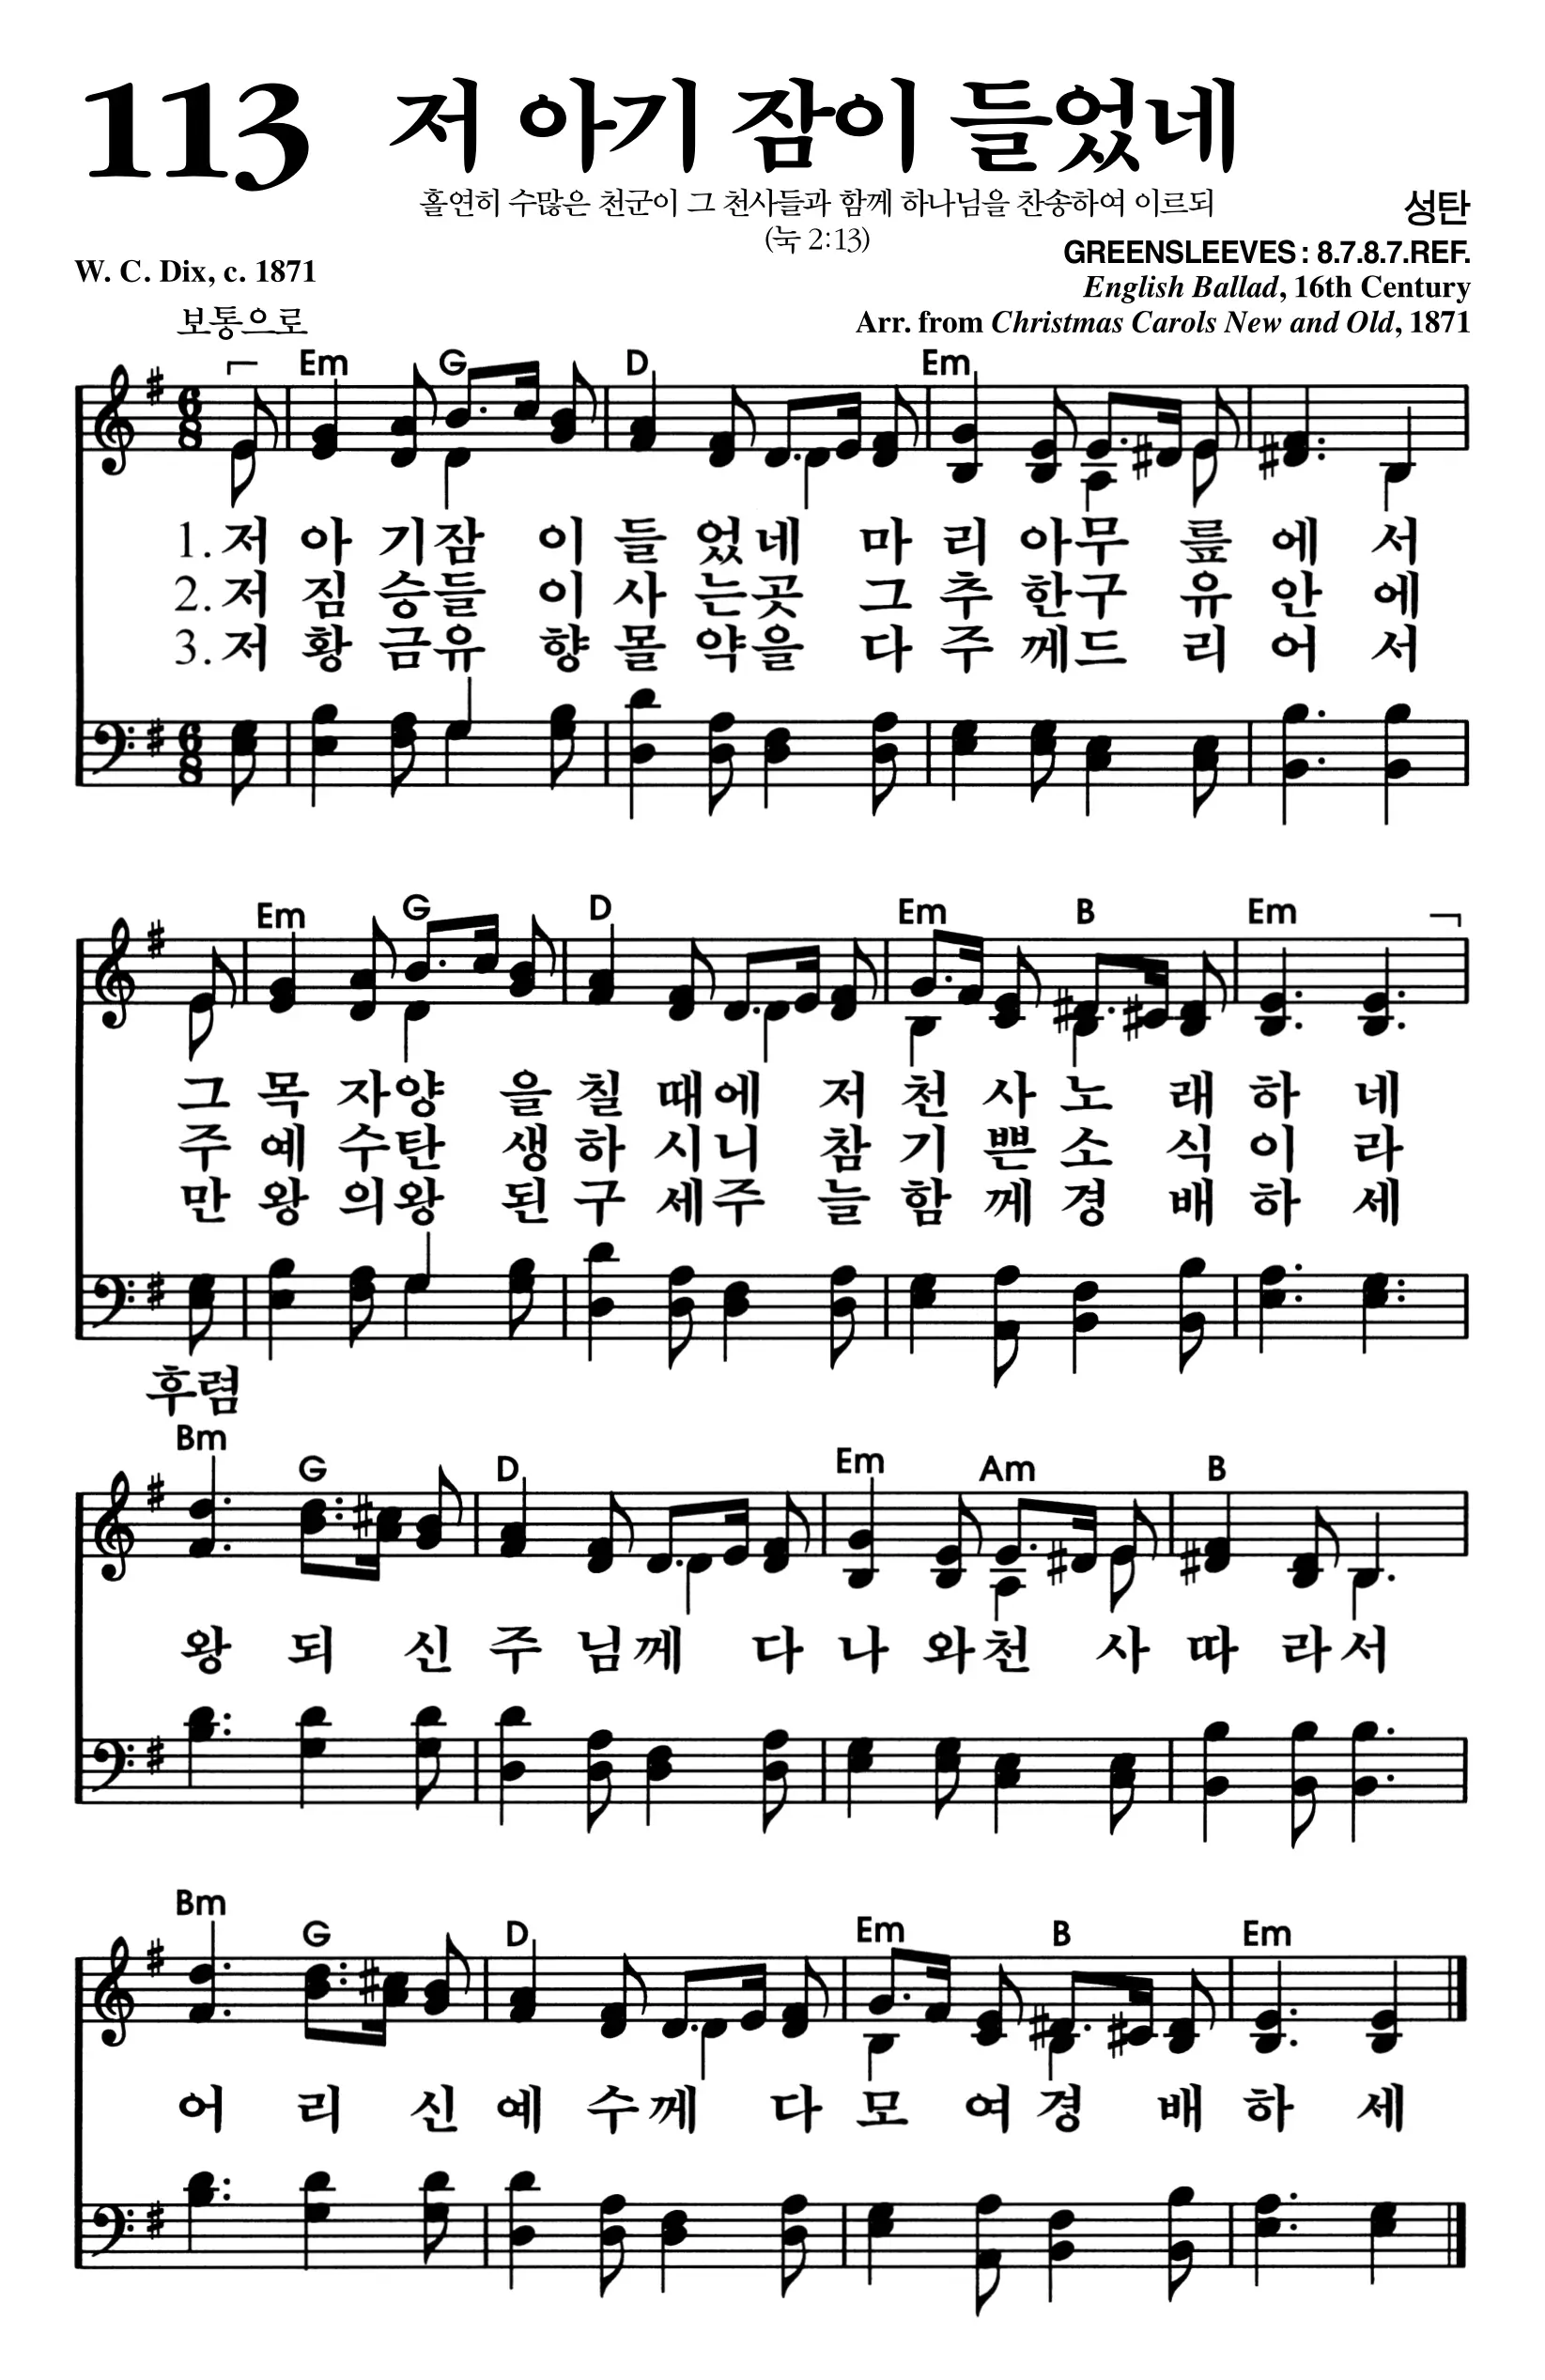 113 저 아기 잠이 들었네
홀연히 수많은 천군이 그 천사들과 함께 하나님을 찬송하여 이르되
(눅 2:13)
성탄
W. C. Dix, c. 1871
GREENSLEEVES : 8.7.8.7.REF.
English Ballad, 16th Century
Arr. from Christmas Carols New and Old, 1871
보통으로
Em G D Em
6 8
1. 저 아 기 잠 이 들 었 네 마 리 아 무 릎 에 서
2. 저 짐 승 들 이 사 는 곳 그 추 한 구 유 안 에
3. 저 황 금 유 향 몰 약 을 다 주 께 드 리 어 서
6 8
Em G D Em B Em
그 목 자 양 을 칠 때 에 저 천 사 노 래 하 네
주 예 수 탄 생 하 시 니 참 기 쁜 소 식 이 라
만 왕 의 왕 된 구 세 주 늘 함 께 경 배 하 세
후렴
Bm G D Em Am B
왕 되 신 주 님 께 다 나 와 천 사 따 라 서
Bm G D Em B Em
어 리 신 예 수 께 다 모 여 경 배 하 세